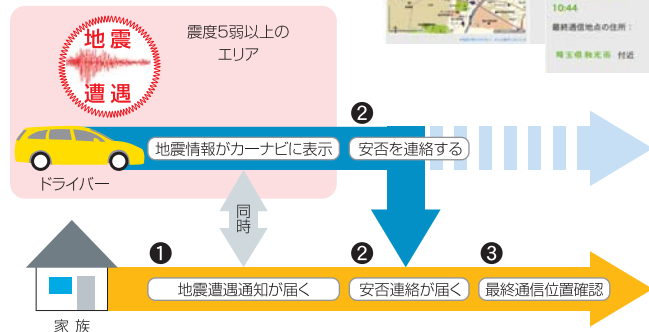 10:44
最終通信地点の住所：
埼玉県和光市 付近
地震
遭遇
震度5弱以上の
エリア
❷
地震情報がカーナビに表示
安否を連絡する
ドライバー
同時
❶
❷
❸
地震遭遇通知が届く
安否連絡が届く
最終通信位置確認
家族